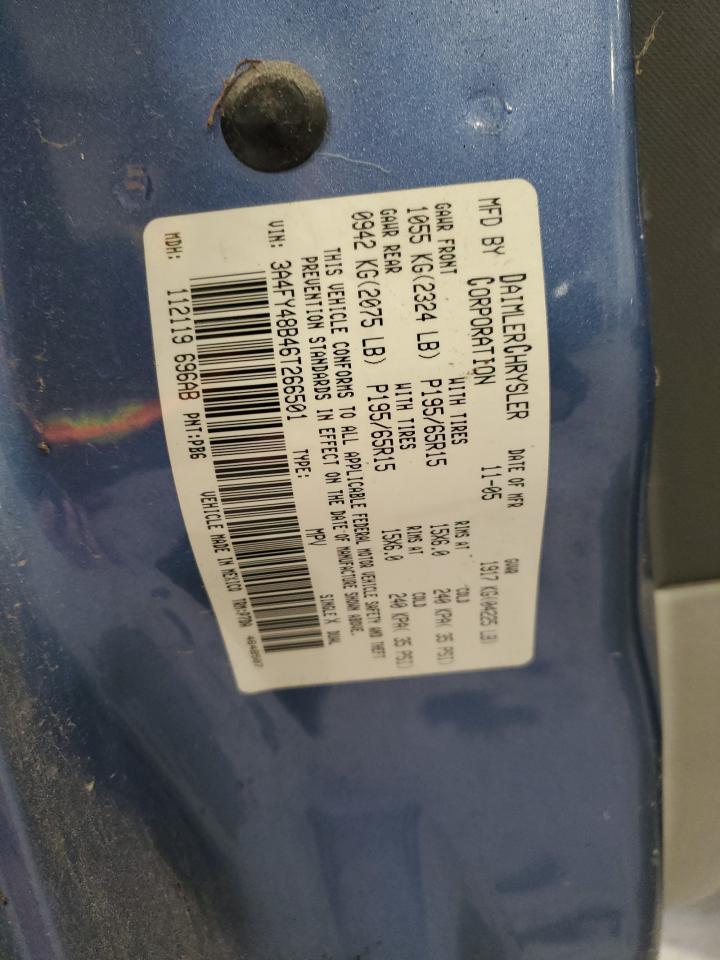 MFD BY DAIMLERCHRYSLER CORPORATION
DATE OF MFR 11-05
GVWR 1917 KG(04225 LB)
GAWR FRONT WITH TIRES RIMS AT COLD
1055 KG(2324 LB) P195/65R15 15X6.0 240 KPA( 35 PSI)
GAWR REAR WITH TIRES RIMS AT COLD
0942 KG(2075 LB) P195/65R15 15X6.0 240 KPA( 35 PSI)
THIS VEHICLE CONFORMS TO ALL APPLICABLE FEDERAL MOTOR VEHICLE SAFETY AND THEFT
PREVENTION STANDARDS IN EFFECT ON THE DATE OF MANUFACTURE SHOWN ABOVE.
VIN: 3A4FY48B46T266501 TYPE: MPV SINGLE X DUAL
MDH: 112119 696AB PNT:PB6 VEHICLE MADE IN MEXICO